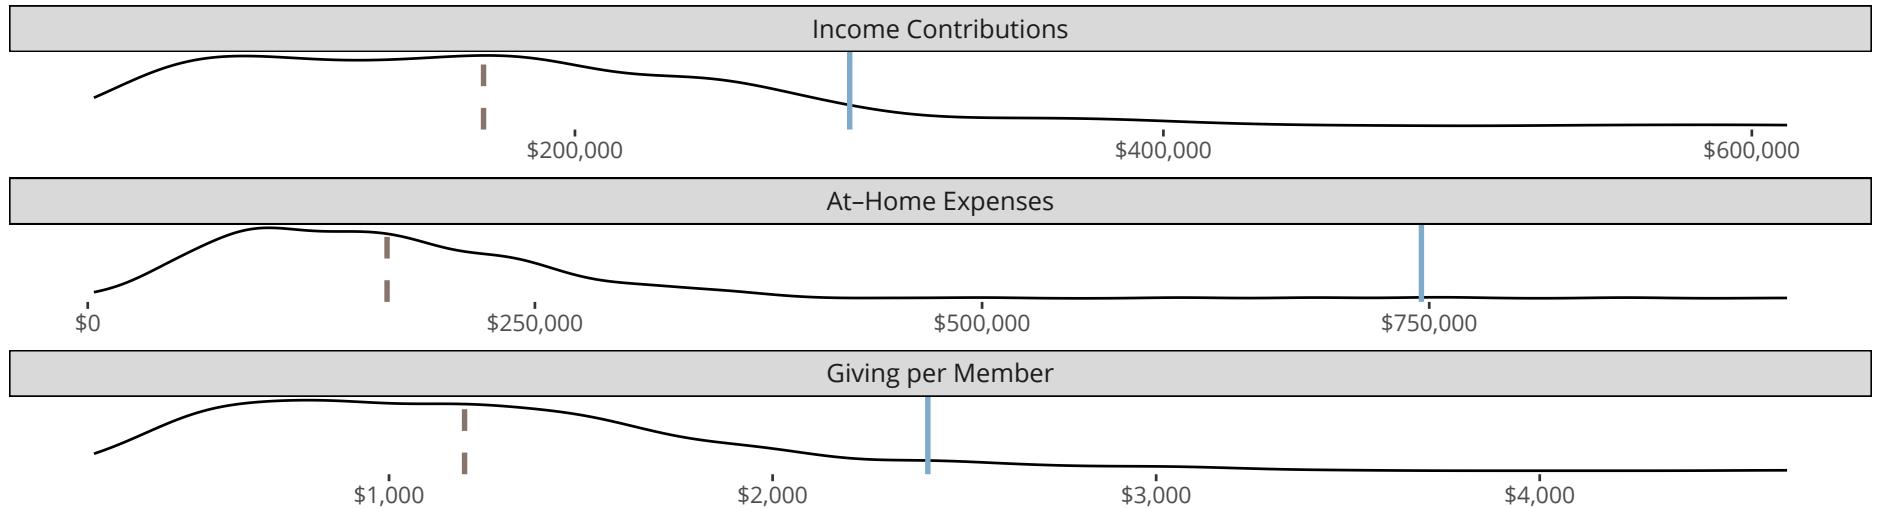 Income Contributions
$200,000 $400,000 $600,000
At–Home Expenses
$0 $250,000 $500,000 $750,000
Giving per Member
$1,000 $2,000 $3,000 $4,000